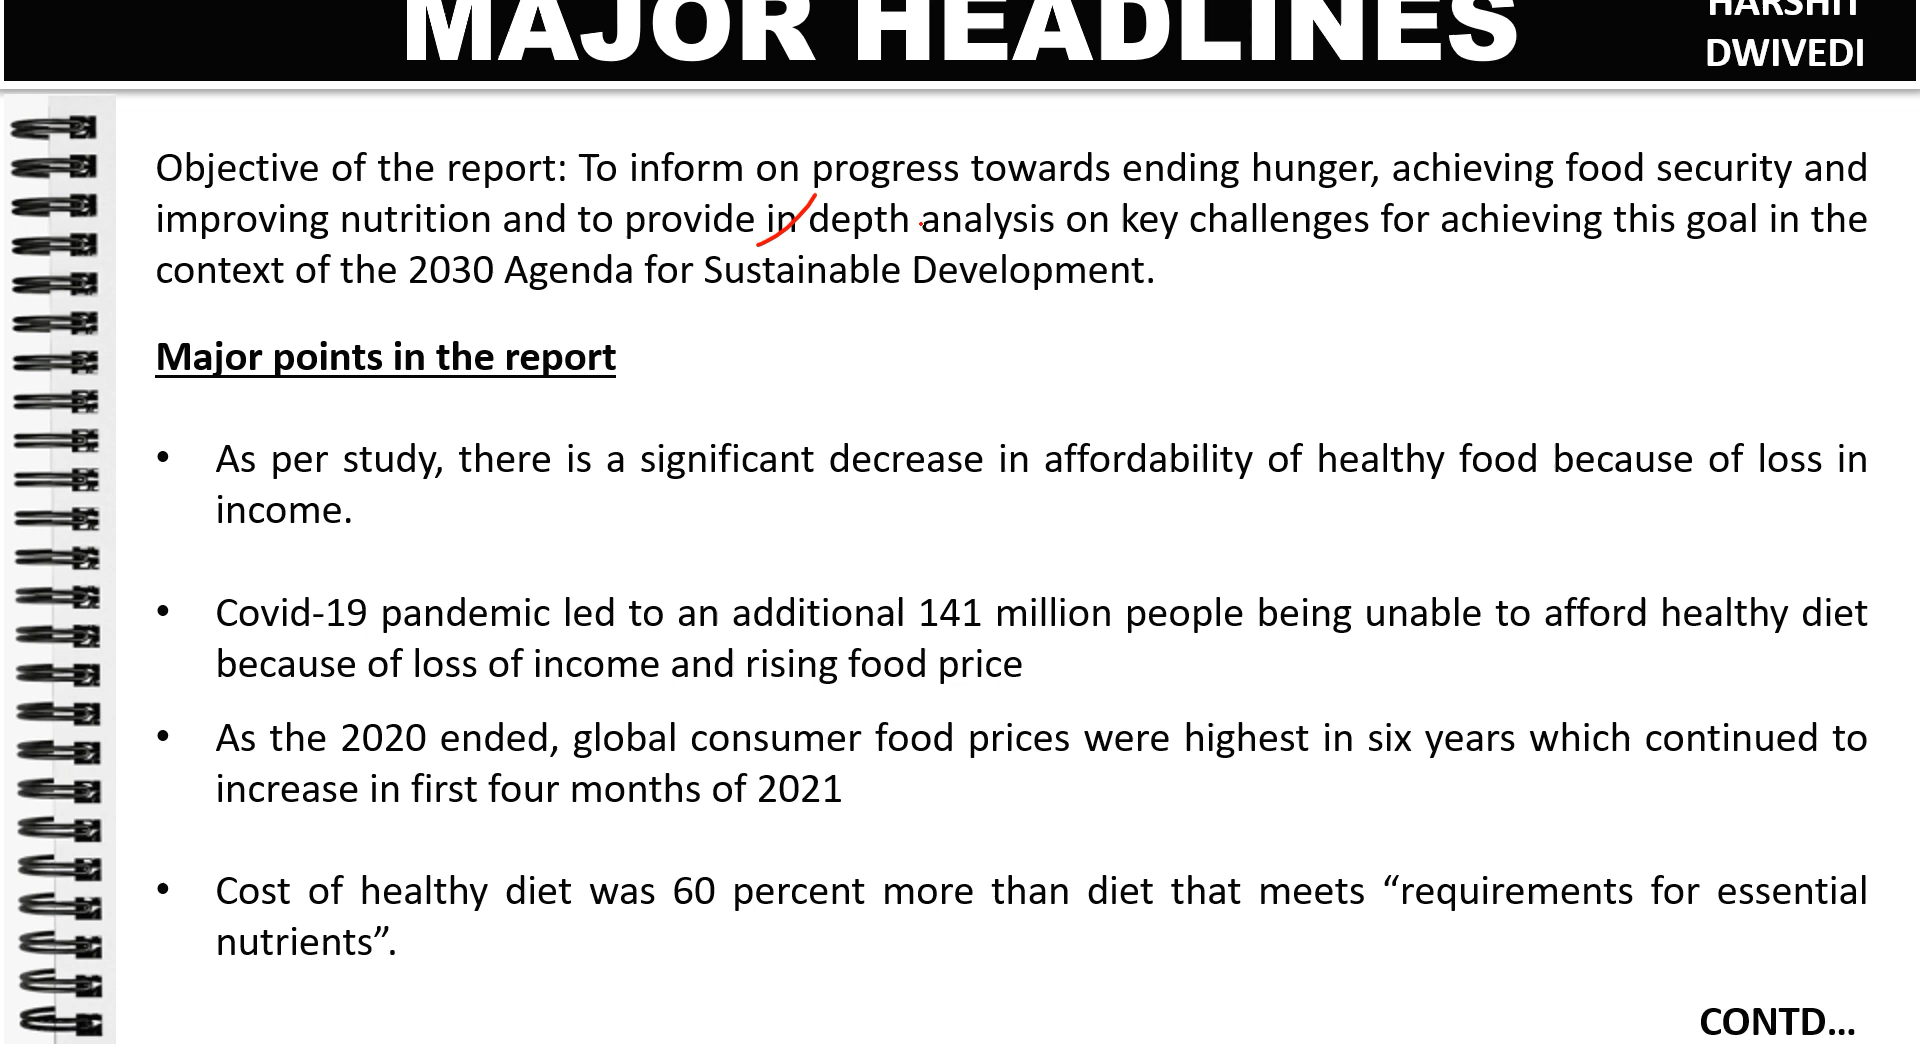 MAJOR HEADLINES
HARSHIT
DWIVEDI
Objective of the report: To inform on progress towards ending hunger, achieving food security and
improving nutrition and to provide in depth analysis on key challenges for achieving this goal in the
context of the 2030 Agenda for Sustainable Development.
Major points in the report
• As per study, there is a significant decrease in affordability of healthy food because of loss in
income.
• Covid-19 pandemic led to an additional 141 million people being unable to afford healthy diet
because of loss of income and rising food price
• As the 2020 ended, global consumer food prices were highest in six years which continued to
increase in first four months of 2021
• Cost of healthy diet was 60 percent more than diet that meets “requirements for essential
nutrients”.
CONTD...